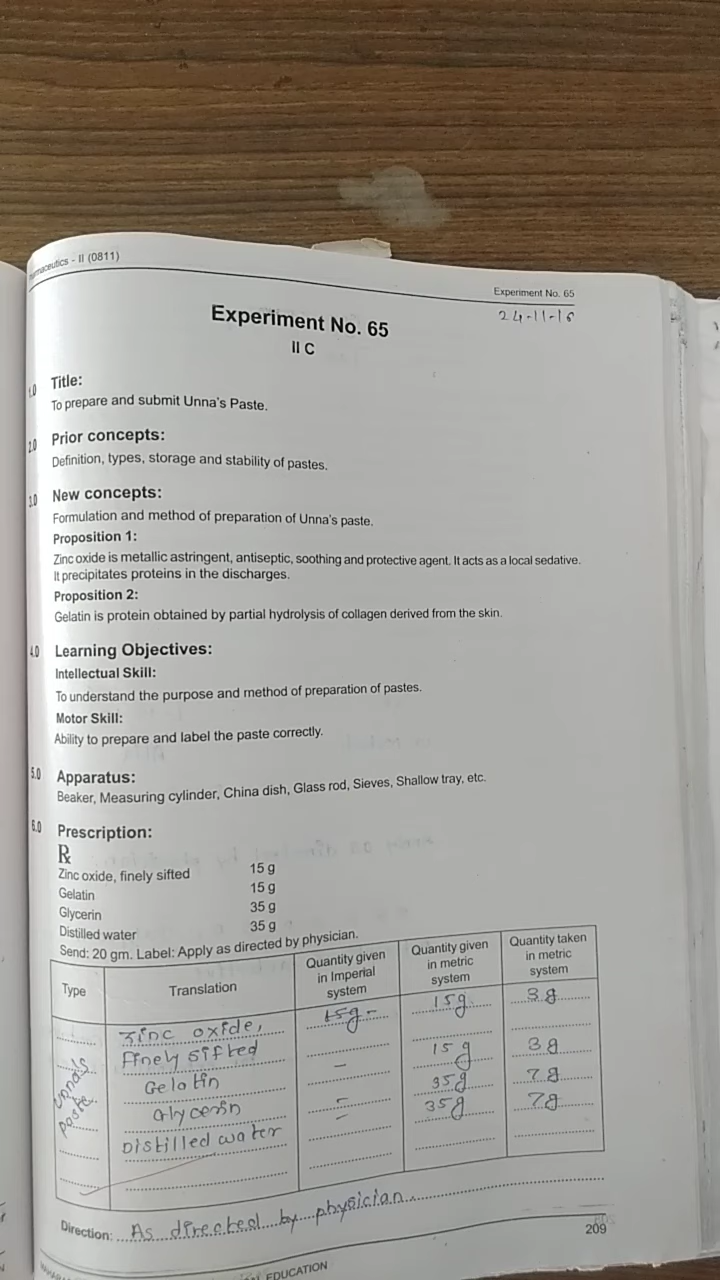 Pharmaceutics - II (0811)
Experiment No. 65
24-11-16
Experiment No. 65
II C
1.0 Title:
To prepare and submit Unna's Paste.
2.0 Prior concepts:
Definition, types, storage and stability of pastes.
3.0 New concepts:
Formulation and method of preparation of Unna's paste.
Proposition 1:
Zinc oxide is metallic astringent, antiseptic, soothing and protective agent. It acts as a local sedative.
It precipitates proteins in the discharges.
Proposition 2:
Gelatin is protein obtained by partial hydrolysis of collagen derived from the skin.
4.0 Learning Objectives:
Intellectual Skill:
To understand the purpose and method of preparation of pastes.
Motor Skill:
Ability to prepare and label the paste correctly.
5.0 Apparatus:
Beaker, Measuring cylinder, China dish, Glass rod, Sieves, Shallow tray, etc.
6.0 Prescription:
℞
Zinc oxide, finely sifted 15 g
Gelatin 15 g
Glycerin 35 g
Distilled water 35 g
Send: 20 gm. Label: Apply as directed by physician.
Type Translation Quantity given in Imperial system Quantity given in metric system Quantity taken in metric system
Zinc oxide, 15g - 15g 3g
Finely sifted
Gelatin - 15g 3g
Glycerin - 35g 7g
Distilled water - 35g 7g
Unna's paste
Direction: As directed by physician
209
EDUCATION